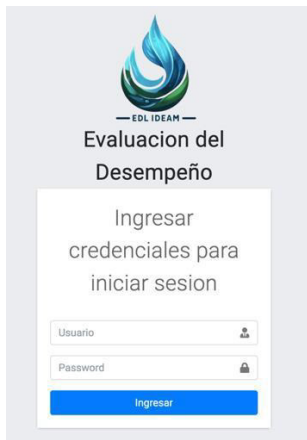 EDL IDEAM
Evaluacion del
Desempeño
Ingresar
credenciales para
iniciar sesion
Usuario
Password
Ingresar